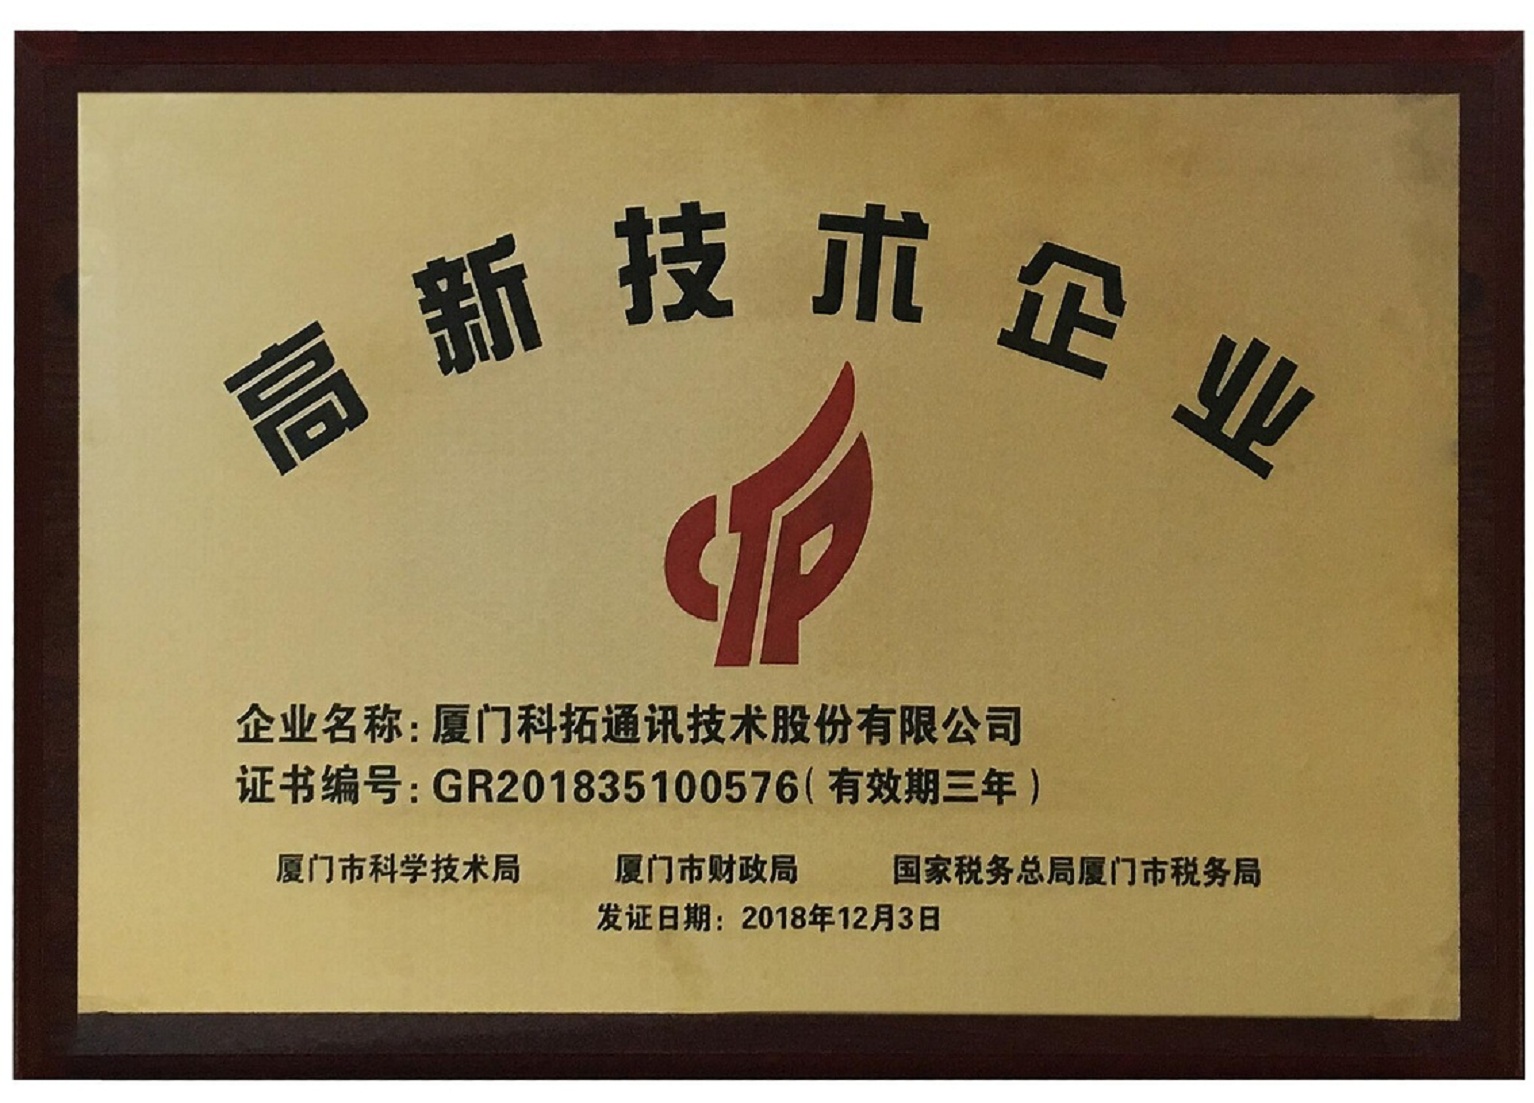 高新技术企业
CTP
企业名称：厦门科拓通讯技术股份有限公司
证书编号：GR201835100576（有效期三年）
厦门市科学技术局 厦门市财政局 国家税务总局厦门市税务局
发证日期：2018年12月3日